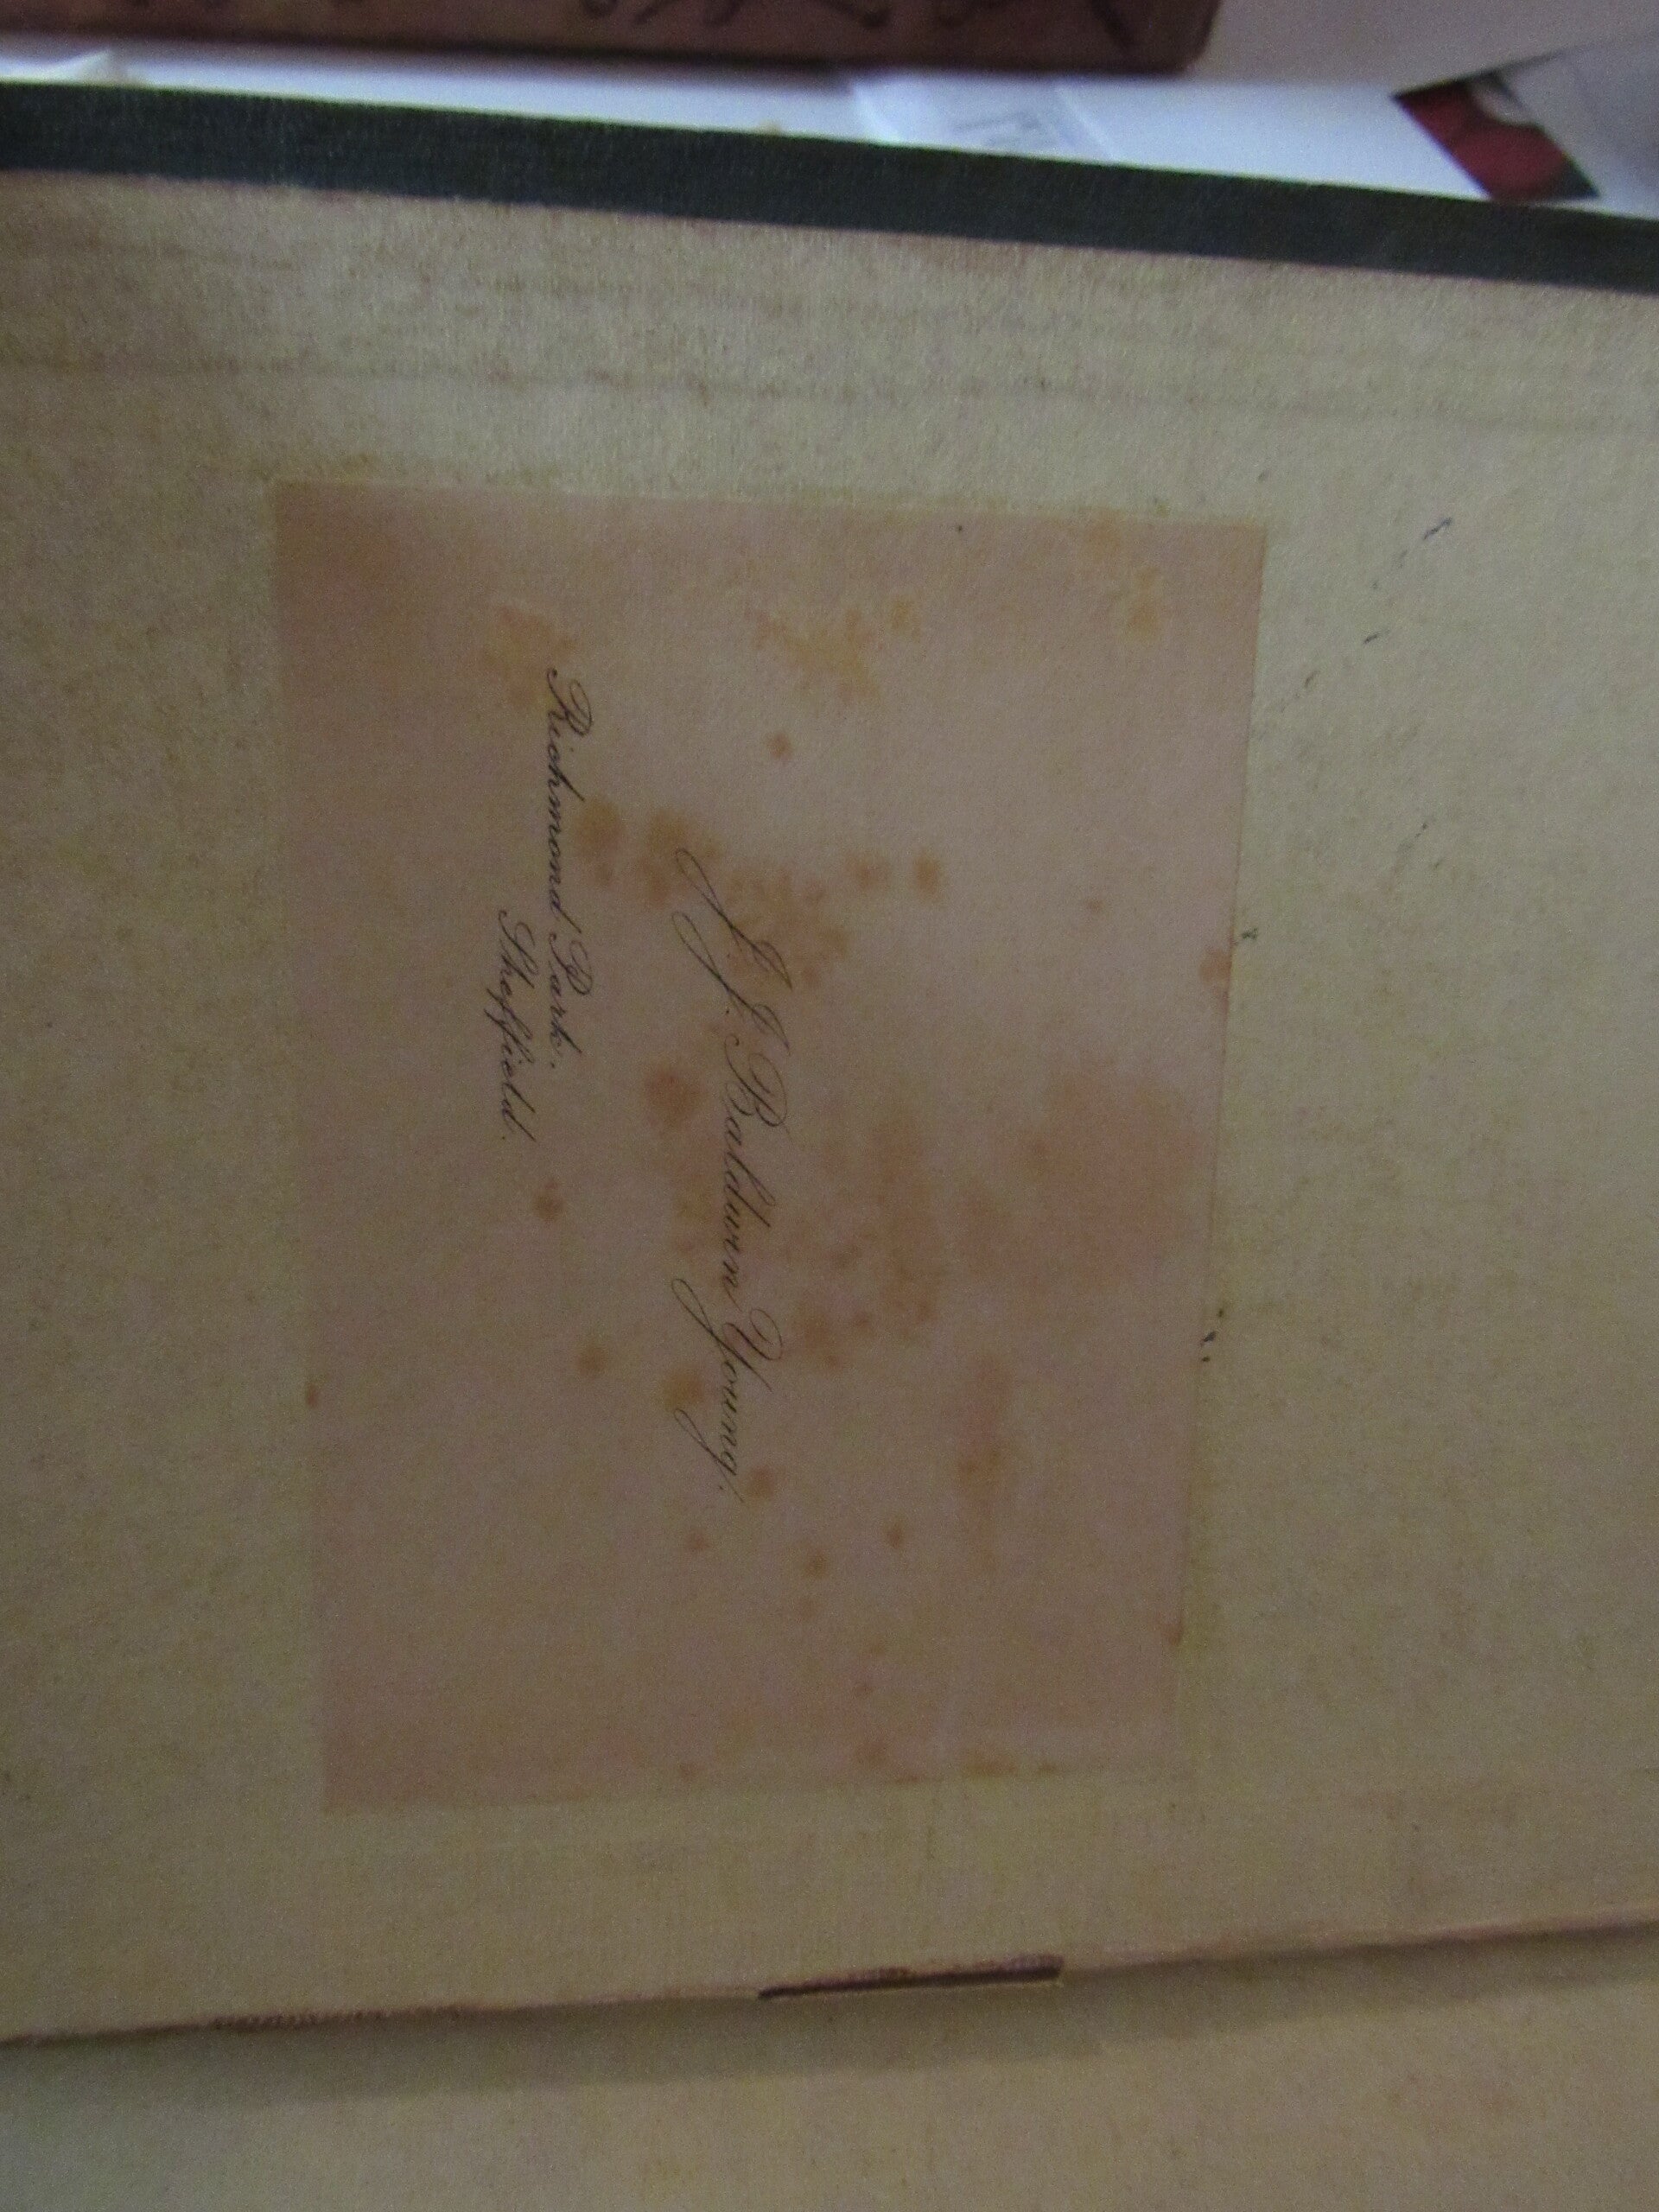 J. J. Baldwin Young.
Richmond Park.
Sheffield.